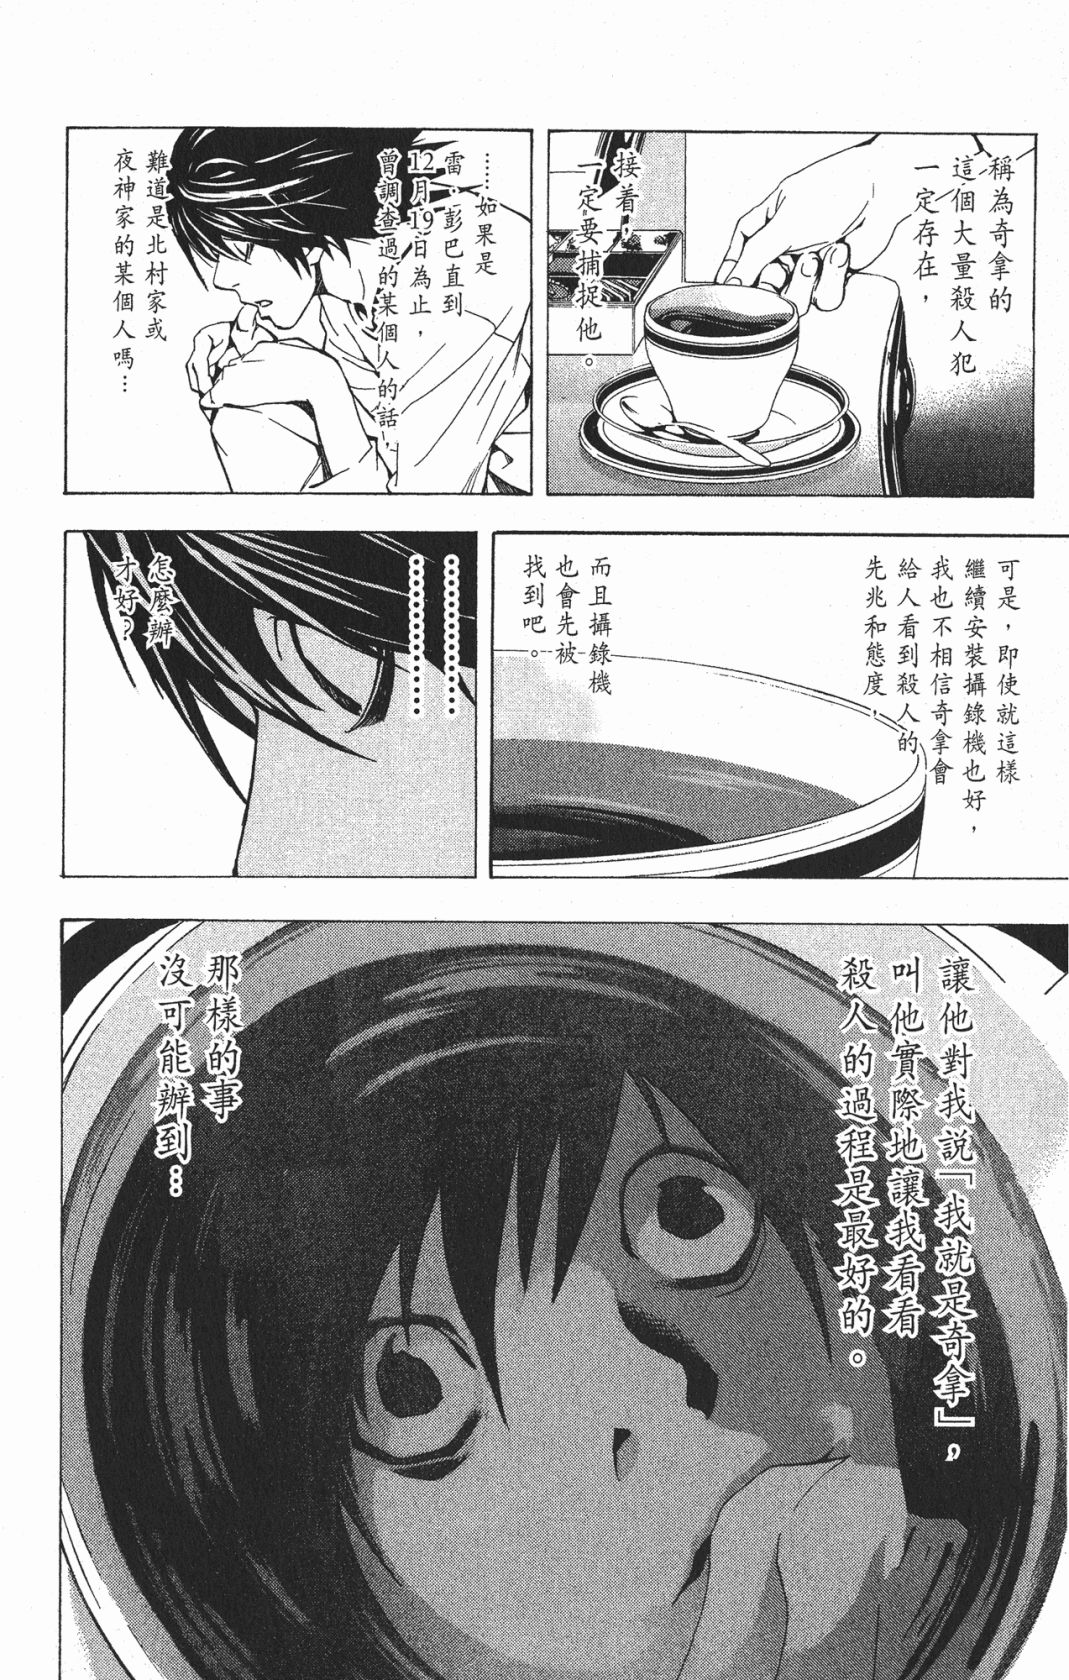 稱為奇拿的
這個大量殺人犯
一定存在，
接着，
一定要捕捉他。
……如果是
雷·彭巴直到
12月19日為止，
曾調查過的某個人的話，
難道是北村家或
夜神家的某個人嗎…
可是，即使就這樣
繼續安裝攝錄機也好，
我也不相信奇拿會
給人看到殺人的
先兆和態度，
而且攝錄機
也會先被
找到吧。
………………
………………
怎麼辦
才好？
讓他對我説「我就是奇拿』，
叫他實際地讓我看看
殺人的過程是最好的。
那樣的事
沒可能辦到…